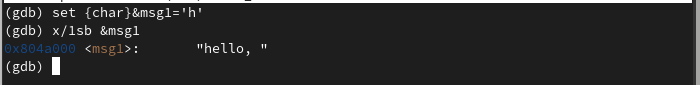 (gdb) set {char}&msg1='h'
(gdb) x/1sb &msg1
0x804a000 <msg1>:       "hello, "
(gdb)